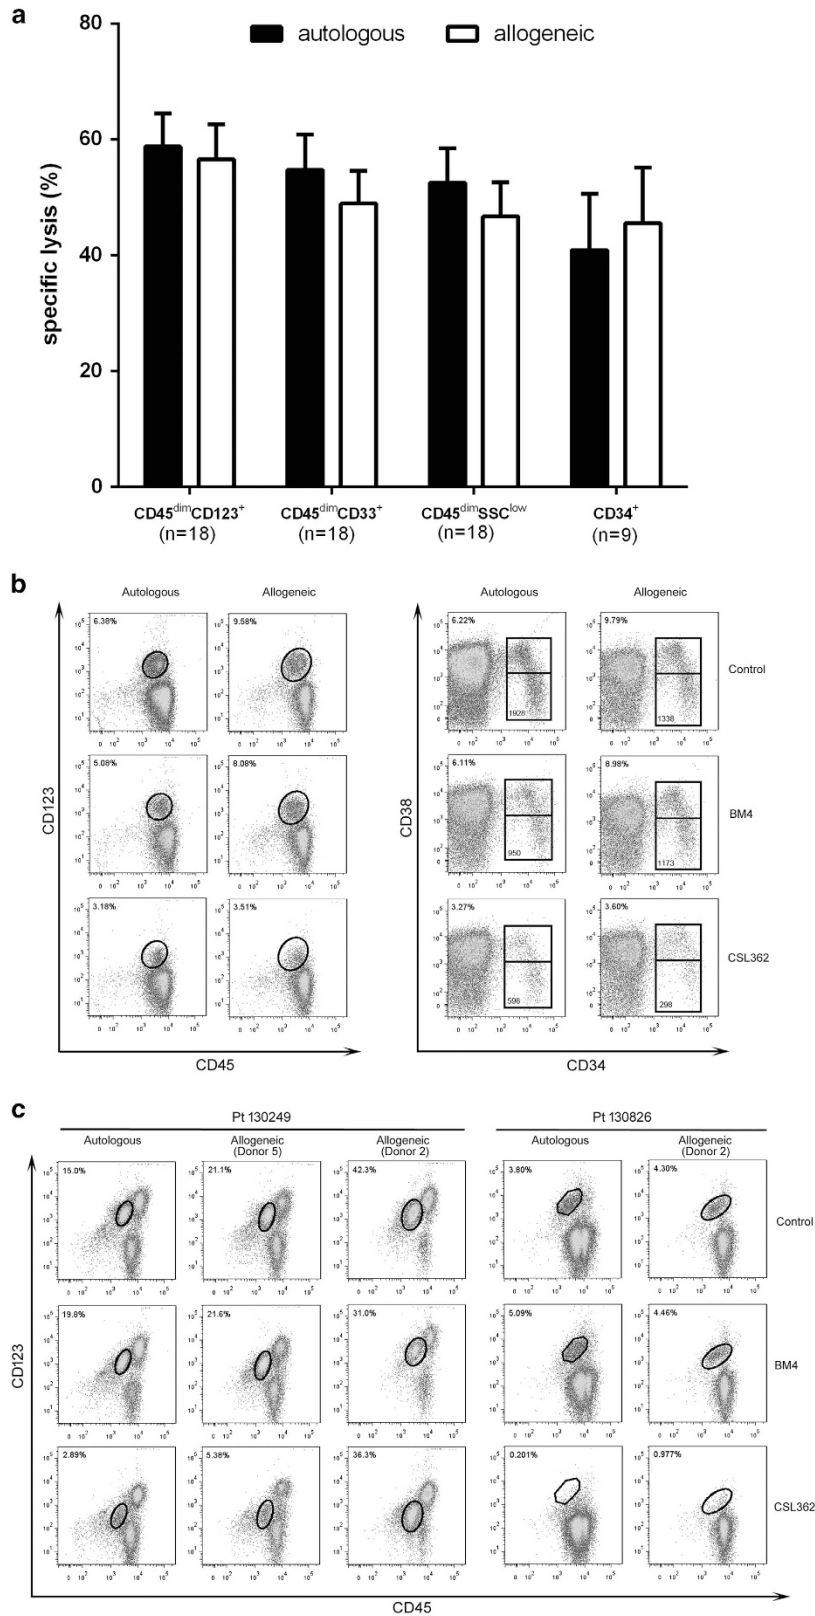 a
80
autologous
allogeneic
60
40
20
0
specific lysis (%)
CD45dimCD123+
(n=18)
CD45dimCD33+
(n=18)
CD45dimSSClow
(n=18)
CD34+
(n=9)
b
Autologous
Allogeneic
Autologous
Allogeneic
6.38%
9.58%
6.22%
9.79%
1928
1338
Control
5.08%
8.08%
6.11%
8.98%
950
1173
BM4
3.18%
3.51%
3.27%
3.60%
598
298
CSL362
CD123
CD38
CD45
CD34
c
Pt 130249
Pt 130826
Autologous
Allogeneic
(Donor 5)
Allogeneic
(Donor 2)
Autologous
Allogeneic
(Donor 2)
15.0%
21.1%
42.3%
3.80%
4.30%
Control
19.8%
21.6%
31.0%
5.09%
4.46%
BM4
2.89%
5.38%
36.3%
0.201%
0.977%
CSL362
CD123
CD45